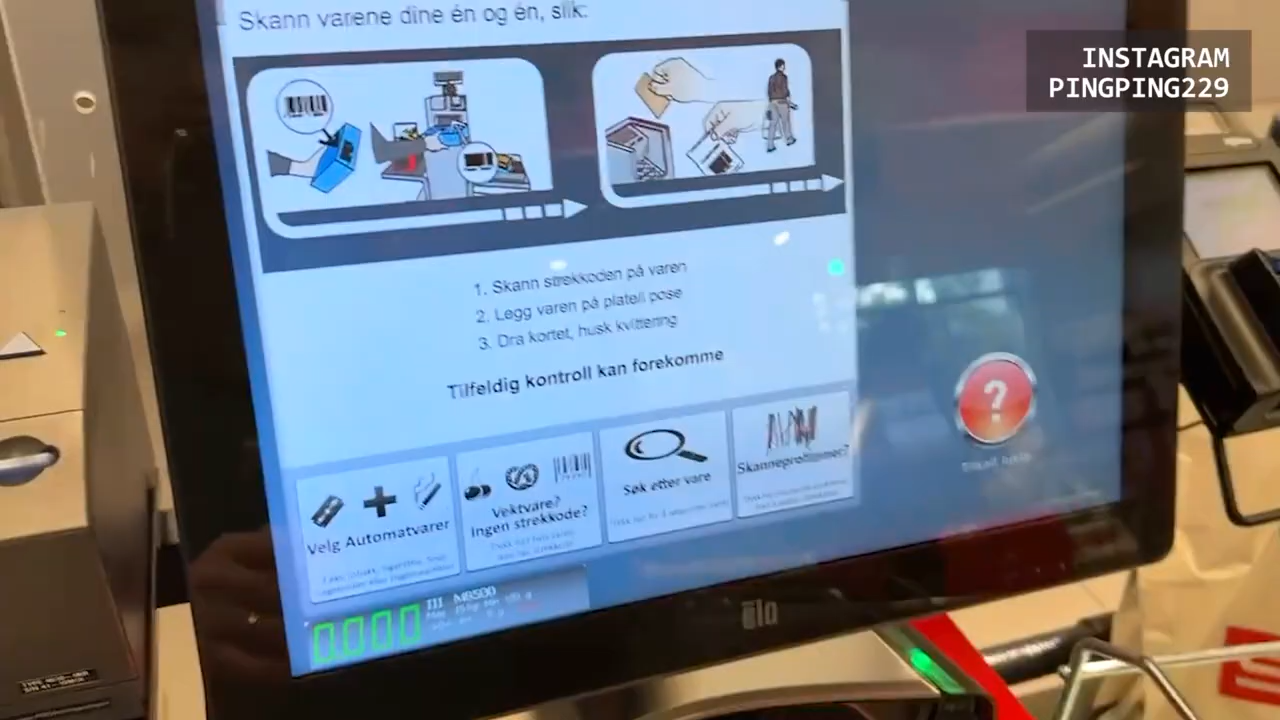 INSTAGRAM
PINGPING229
Skann varene dine én og én, slik:
1. Skann strekkoden på varen
2. Legg varen på platell pose
3. Dra kortet, husk kvittering
Tilfeldig kontroll kan forekomme
Velg Automatvarer
Vektvare?
Ingen strekkode?
Søk etter vare
Skanneproblemer?
?
0.000
elo